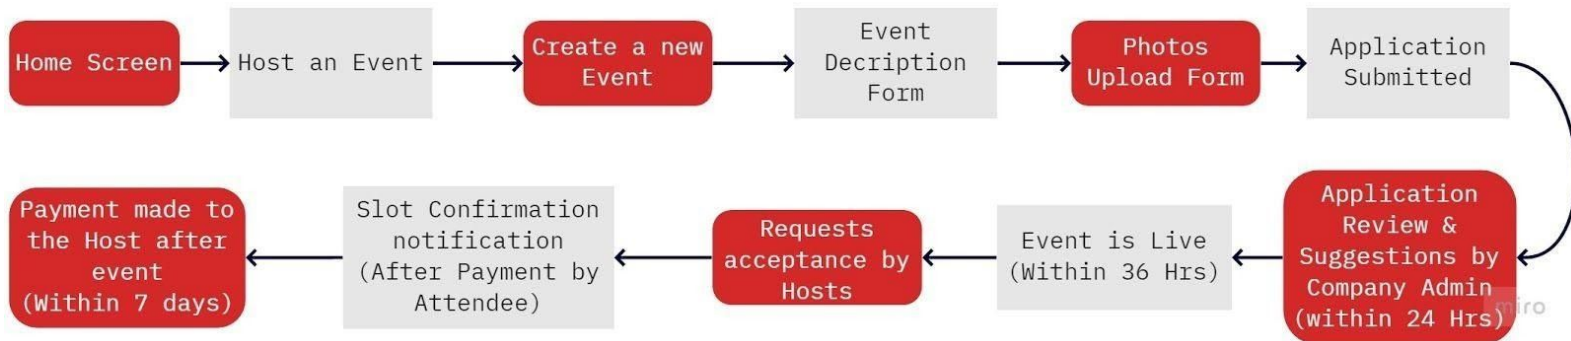 Home Screen
Host an Event
Create a new
Event
Event
Decription
Form
Photos
Upload Form
Application
Submitted
Application
Review &
Suggestions by
Company Admin
(within 24 Hrs)
Event is Live
(Within 36 Hrs)
Requests
acceptance by
Hosts
Slot Confirmation
notification
(After Payment by
Attendee)
Payment made to
the Host after
event
(Within 7 days)
miro